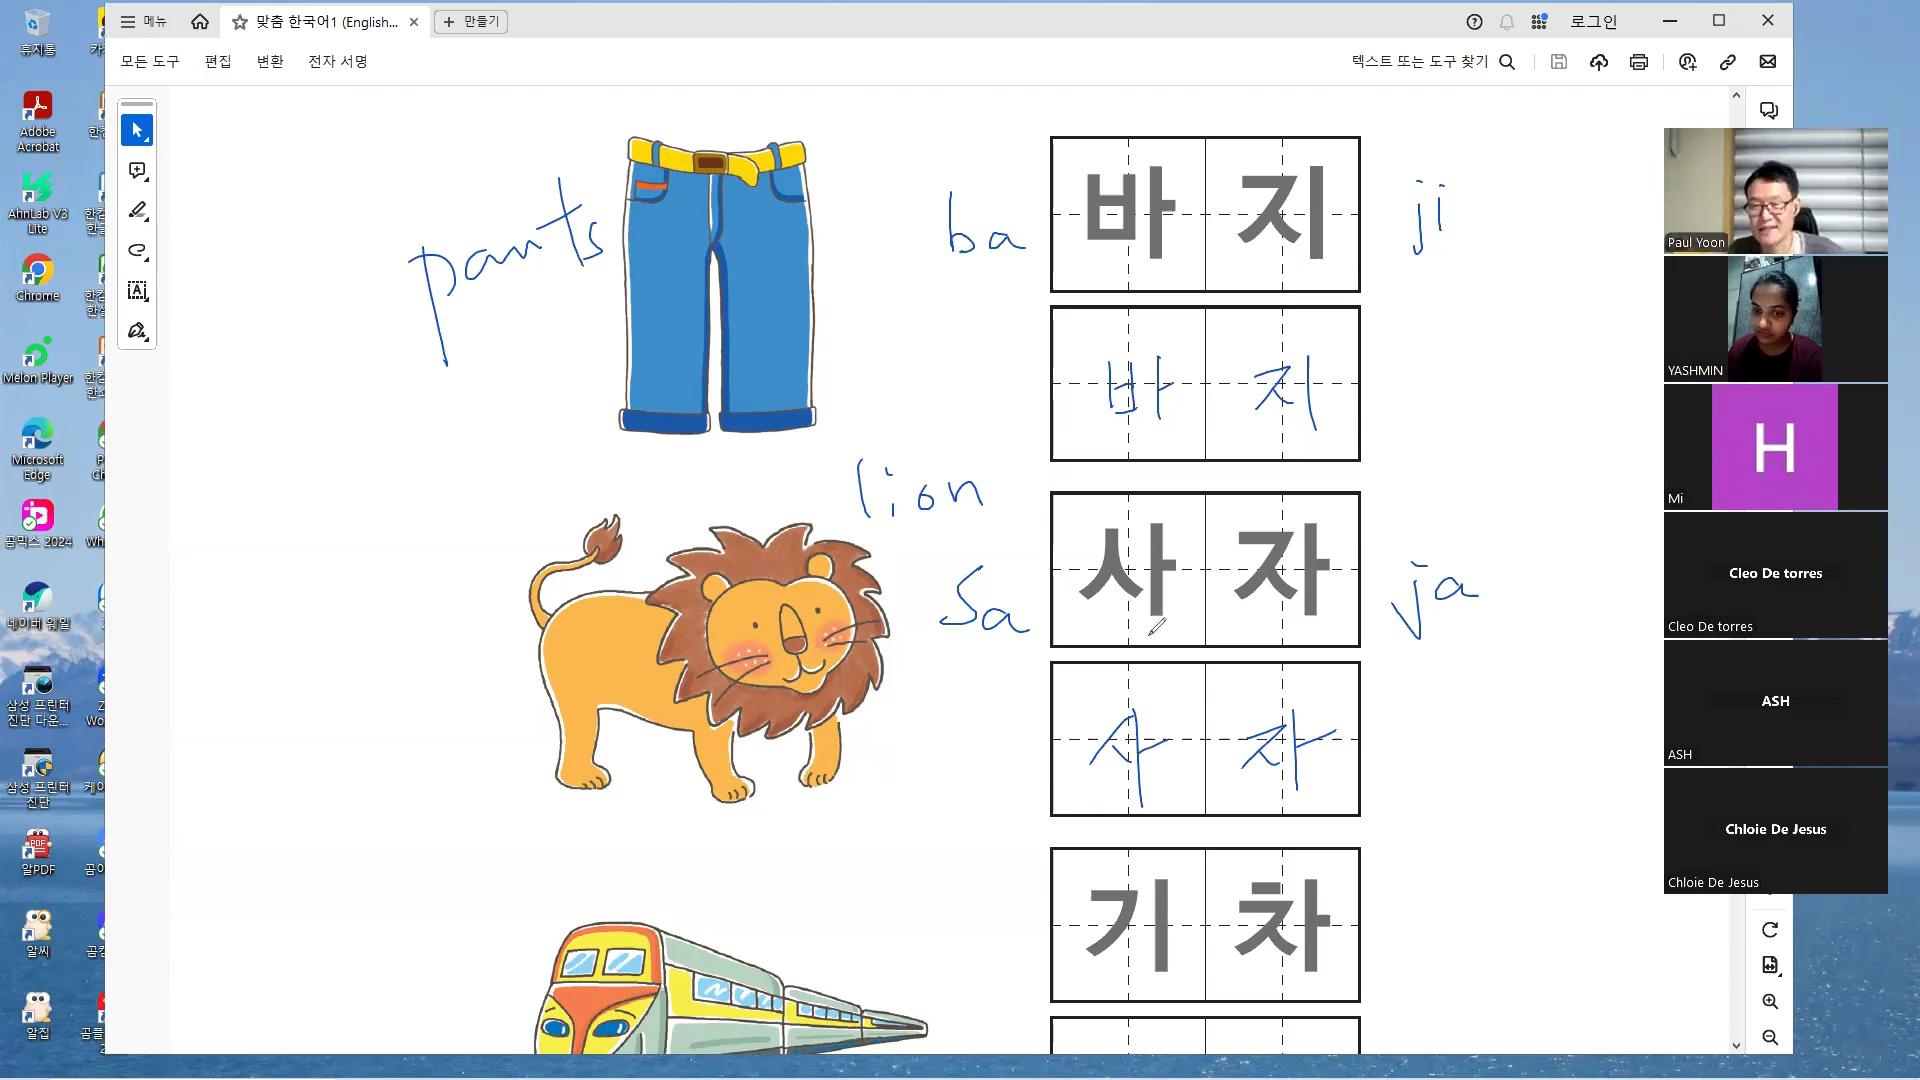 메뉴
맞춤 한국어1 (English...
만들기
로그인
모든 도구
편집
변환
전자 서명
텍스트 또는 도구 찾기
휴지통
Adobe Acrobat
AhnLab V3 Lite
Chrome
Melon Player
Microsoft Edge
곰믹스 2024
네이버 웨일
삼성 프린터 진단 다운...
삼성 프린터 진단
알PDF
알씨
알집
pants
ba
바지
ji
바지
lion
Sa
사자
ja
사자
기차
Paul Yoon
YASHMIN
H
Mi
Cleo De torres
Cleo De torres
ASH
ASH
Chloie De Jesus
Chloie De Jesus